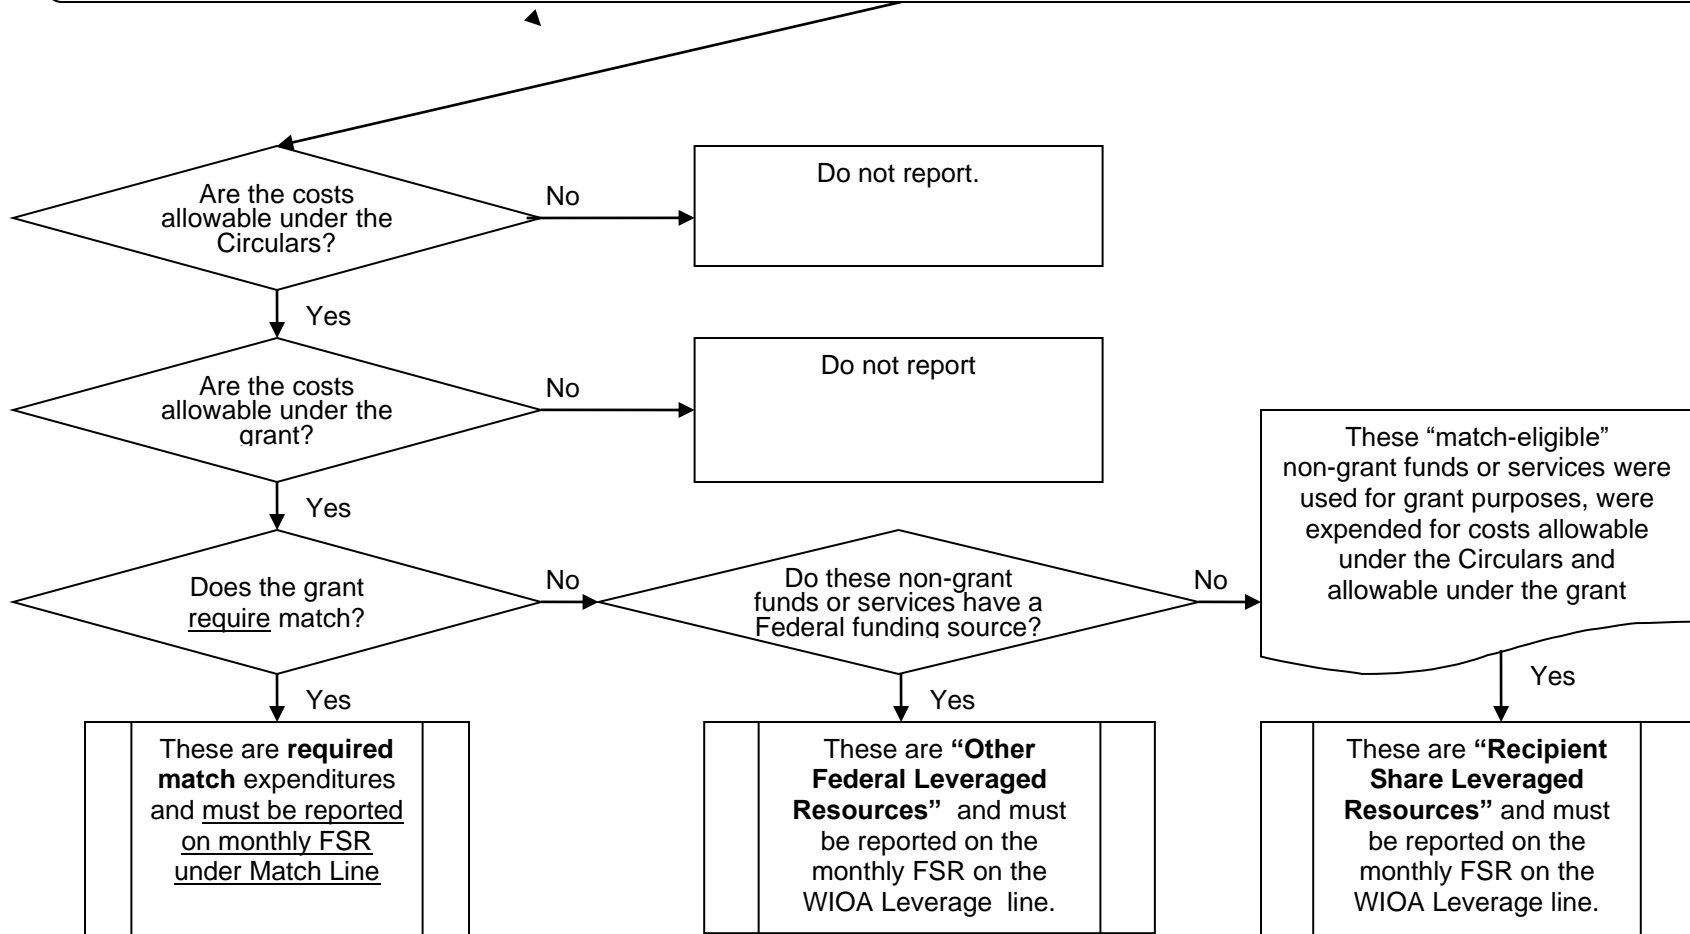 Are the costs
allowable under the
Circulars?
No
Do not report.
Yes
Are the costs
allowable under the
grant?
No
Do not report
Yes
Does the grant
require match?
No
Do these non-grant
funds or services have a
Federal funding source?
No
These “match-eligible”
non-grant funds or services were
used for grant purposes, were
expended for costs allowable
under the Circulars and
allowable under the grant
Yes
Yes
Yes
These are required
match expenditures
and must be reported
on monthly FSR
under Match Line
These are “Other
Federal Leveraged
Resources” and must
be reported on the
monthly FSR on the
WIOA Leverage line.
These are “Recipient
Share Leveraged
Resources” and must
be reported on the
monthly FSR on the
WIOA Leverage line.